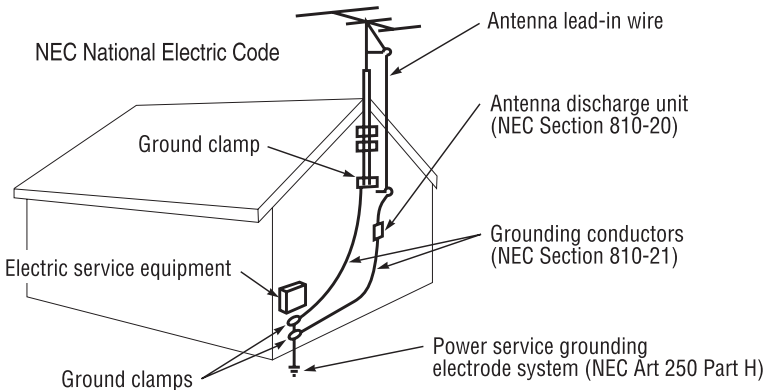 Antenna lead-in wire
NEC National Electric Code
Antenna discharge unit
(NEC Section 810-20)
Ground clamp
Grounding conductors
(NEC Section 810-21)
Electric service equipment
Power service grounding
electrode system (NEC Art 250 Part H)
Ground clamps